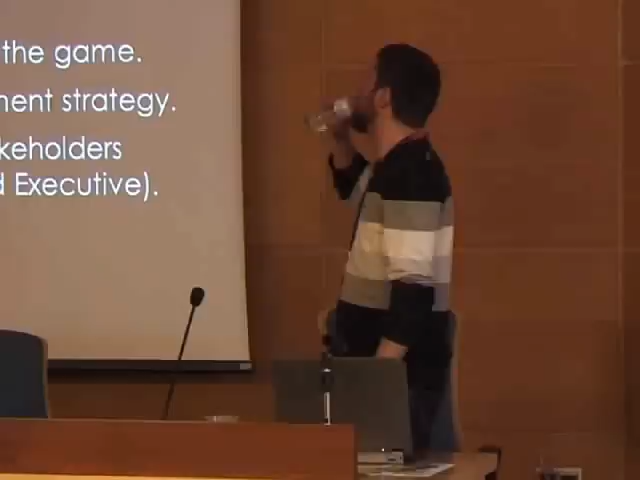 the game.
ment strategy.
keholders
d Executive).